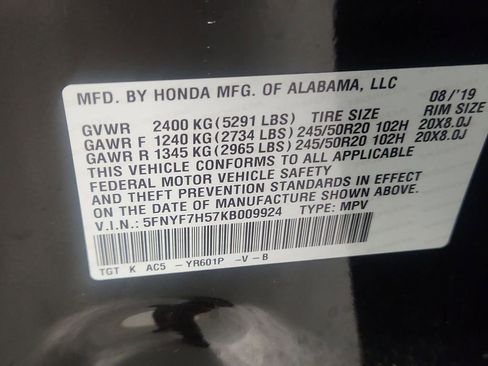 MFD. BY HONDA MFG. OF ALABAMA, LLC 08/'19
TIRE SIZE RIM SIZE
GVWR 2400 KG(5291 LBS)
GAWR F 1240 KG(2734 LBS)245/50R20 102H 20X8.0J
GAWR R 1345 KG(2965 LBS)245/50R20 102H 20X8.0J
THIS VEHICLE CONFORMS TO ALL APPLICABLE
FEDERAL MOTOR VEHICLE SAFETY
AND THEFT PREVENTION STANDARDS IN EFFECT
ON THE DATE OF MANUFACTURE SHOWN ABOVE.
V.I.N.: 5FNYF7H57KB009924 TYPE: MPV
TGT K AC5 -YR601P -V-B